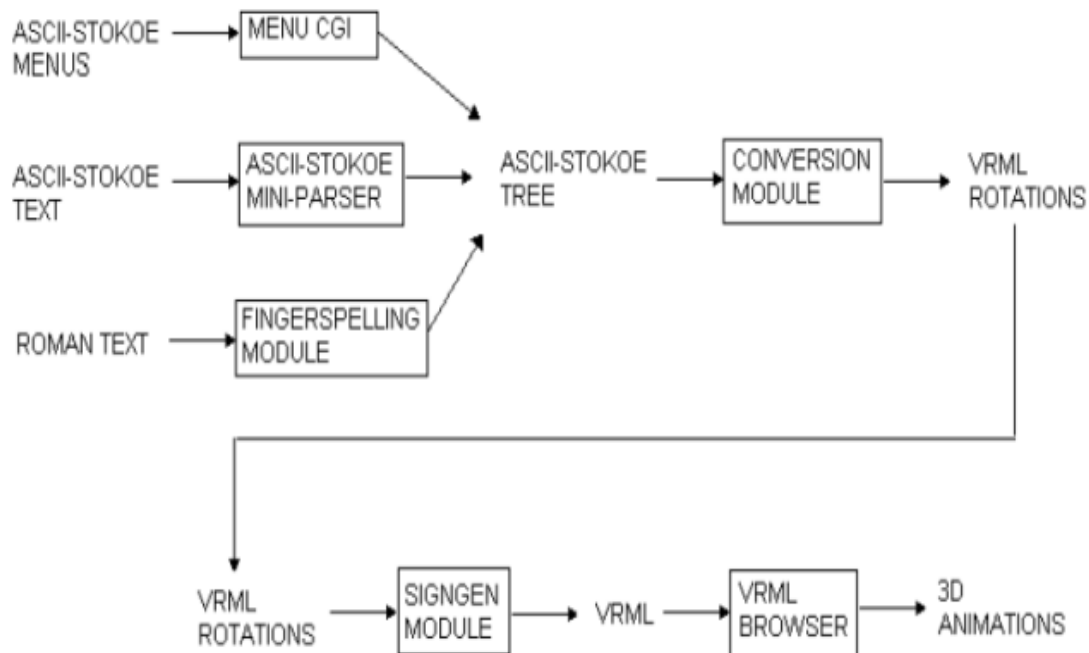 ASCII-STOKOE
MENUS
MENU CGI
ASCII-STOKOE
TEXT
ASCII-STOKOE
MINI-PARSER
ASCII-STOKOE
TREE
CONVERSION
MODULE
VRML
ROTATIONS
ROMAN TEXT
FINGERSPELLING
MODULE
VRML
ROTATIONS
SIGNGEN
MODULE
VRML
VRML
BROWSER
3D
ANIMATIONS